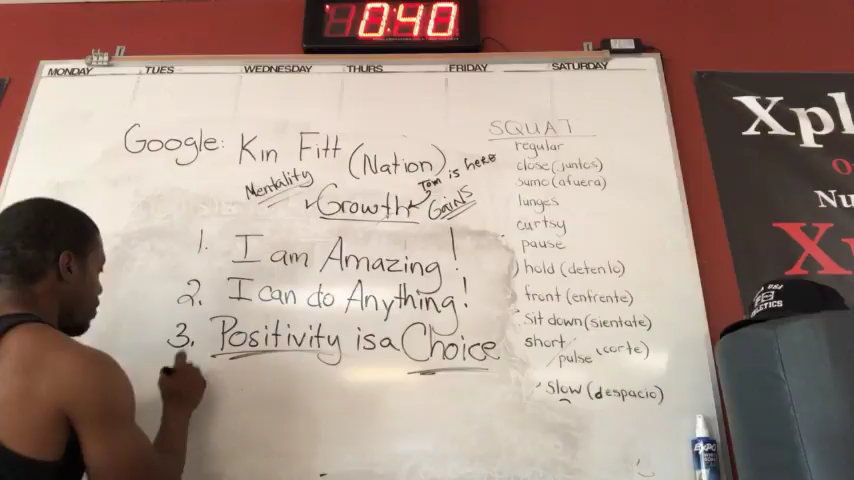 0:40
MONDAY TUES WEDNESDAY THURS FRIDAY SATURDAY
Google: Kin Fitt (Nation)
Mentality Growth Gains
Tom is here
1. I am Amazing!
2. I can do Anything!
3. Positivity is a Choice
SQUAT
regular
close (juntos)
sumo (afuera)
lunges
curtsy
pause
hold (detenlo)
front (enfrente)
Sit down (sientate)
short
pulse (corte)
Slow (despacio)
Xpl
Nu
X
USA
EXPO